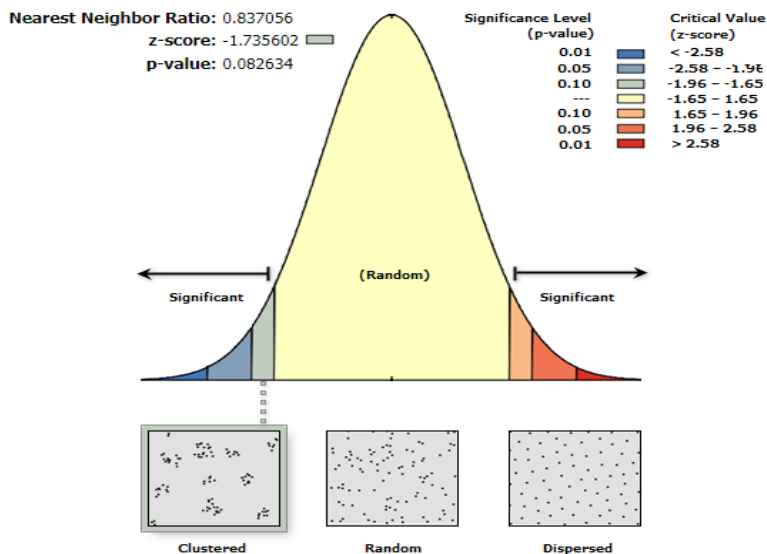 Nearest Neighbor Ratio: 0.837056
z-score: -1.735602
p-value: 0.082634
Significance Level (p-value)
Critical Value (z-score)
0.01 < -2.58
0.05 -2.58 – -1.96
0.10 -1.96 – -1.65
--- -1.65 – 1.65
0.10 1.65 – 1.96
0.05 1.96 – 2.58
0.01 > 2.58
(Random)
Significant
Significant
Clustered
Random
Dispersed